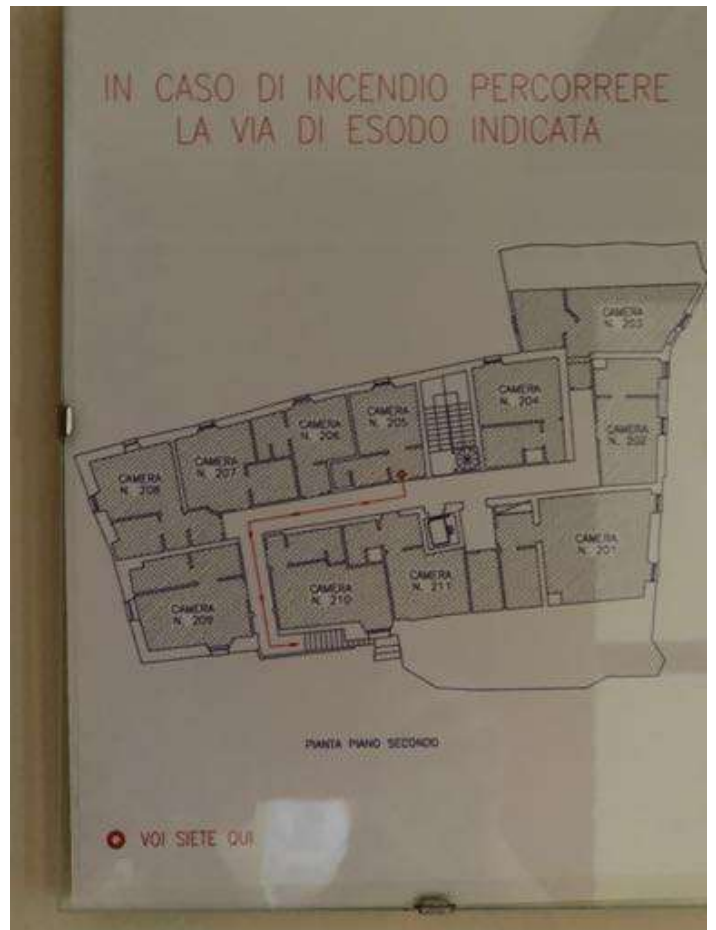 IN CASO DI INCENDIO PERCORRERE
LA VIA DI ESODO INDICATA
CAMERA
N. 203
CAMERA
N. 204
CAMERA
N. 202
CAMERA
N. 205
CAMERA
N. 206
CAMERA
N. 207
CAMERA
N. 208
CAMERA
N. 201
CAMERA
N. 211
CAMERA
N. 210
CAMERA
N. 209
PIANTA PIANO SECONDO
VOI SIETE QUI